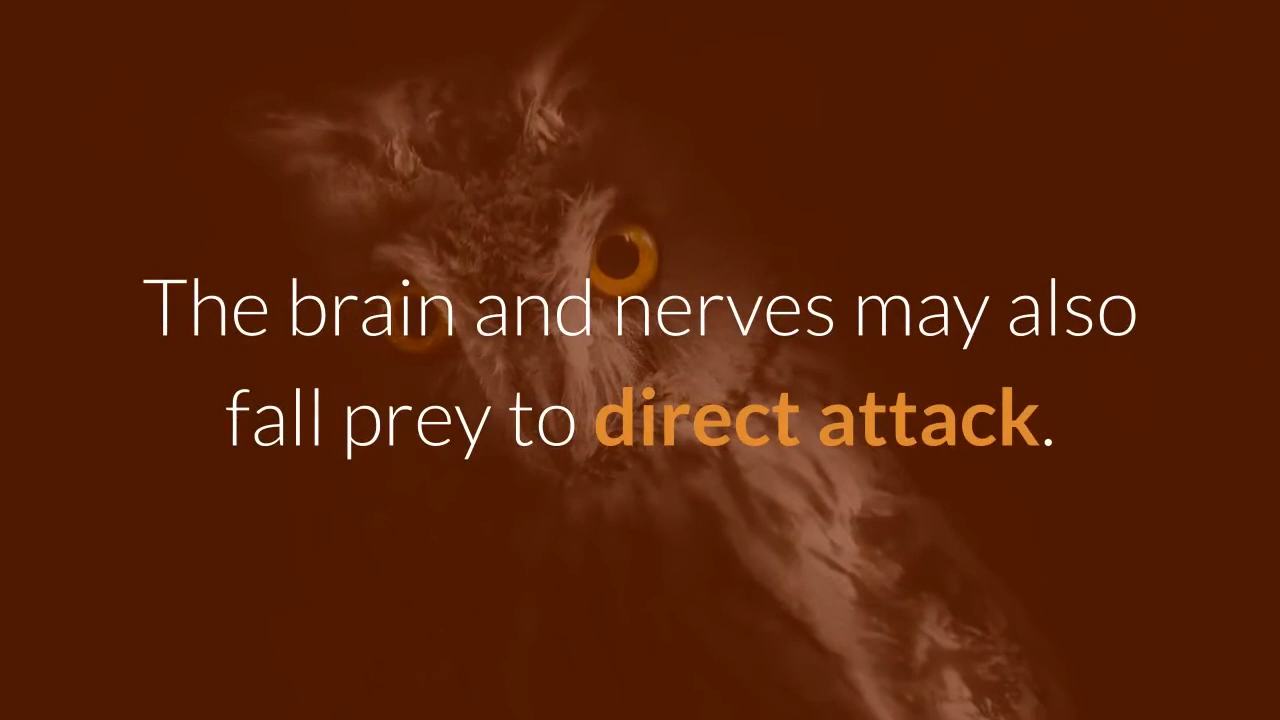 The brain and nerves may also
fall prey to direct attack.